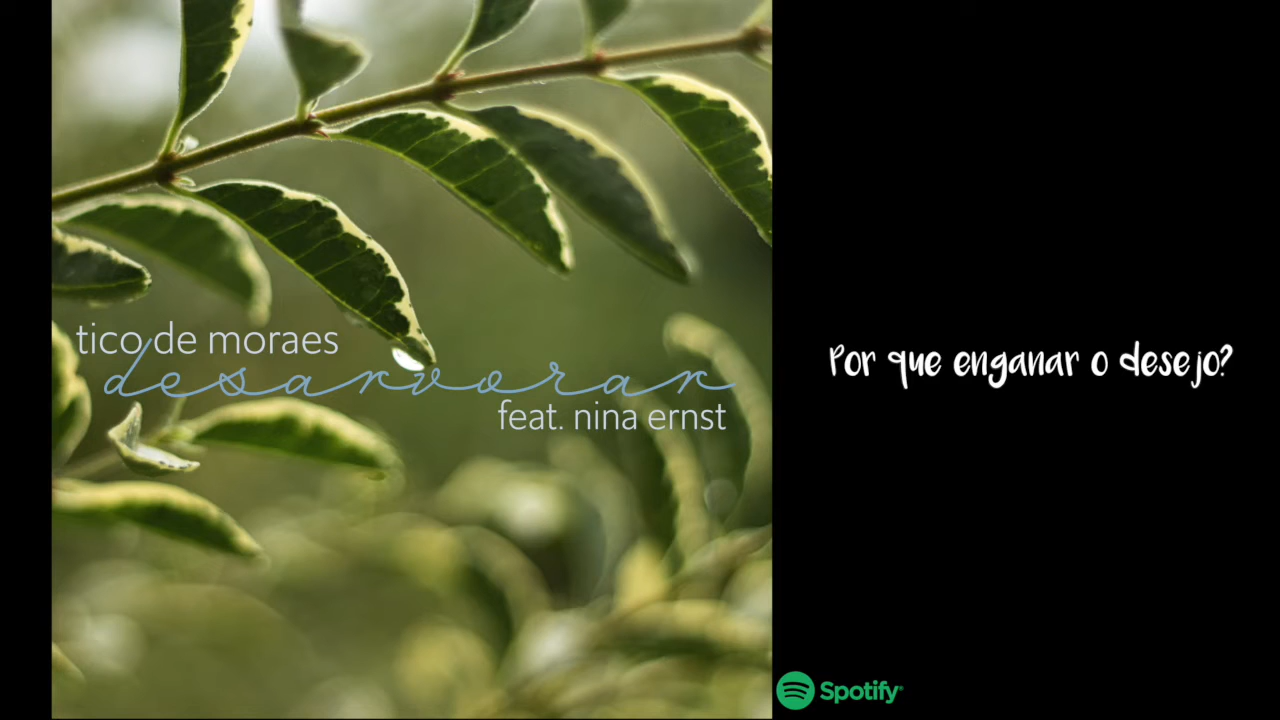 tico de moraes
desarvorar
feat. nina ernst
Por que enganar o desejo?
Spotify